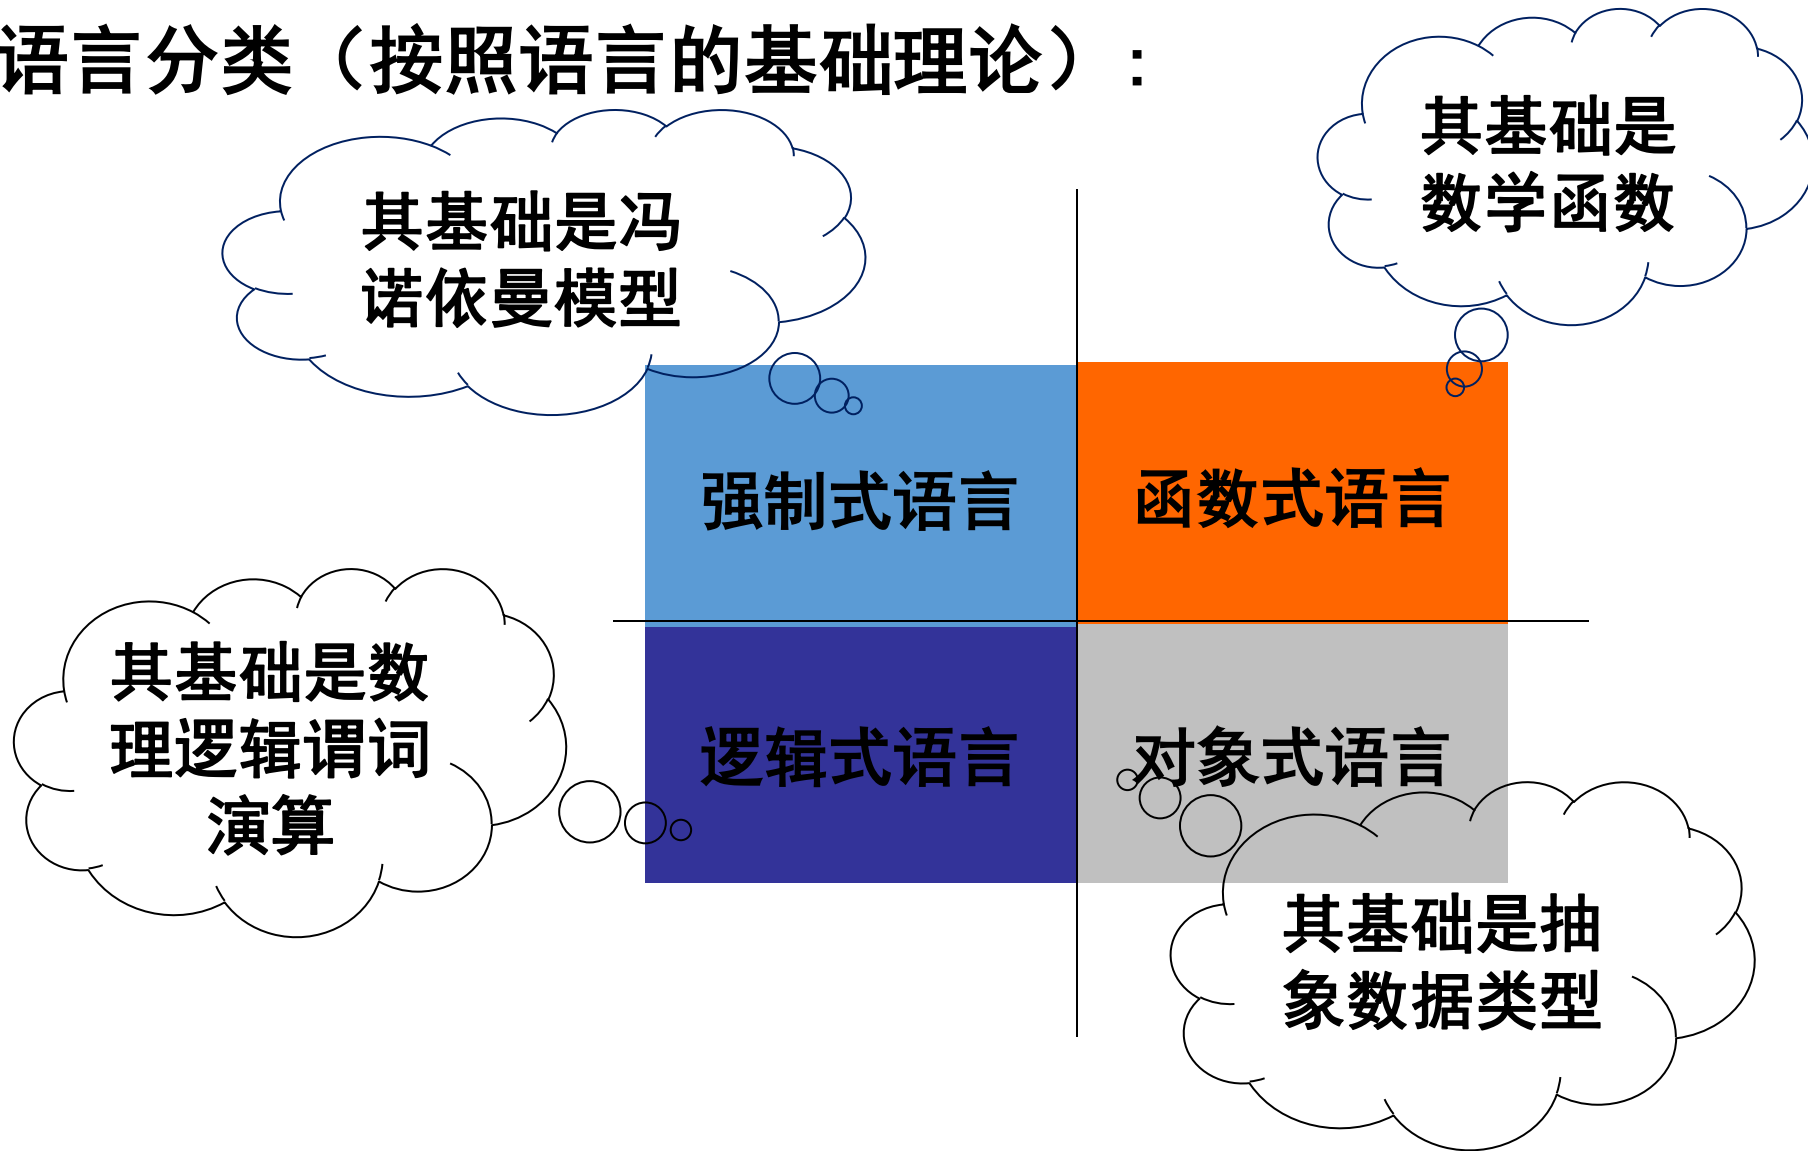 语言分类（按照语言的基础理论）:
其基础是冯
诺依曼模型
其基础是
数学函数
强制式语言
函数式语言
其基础是数
理逻辑谓词
演算
逻辑式语言
对象式语言
其基础是抽
象数据类型